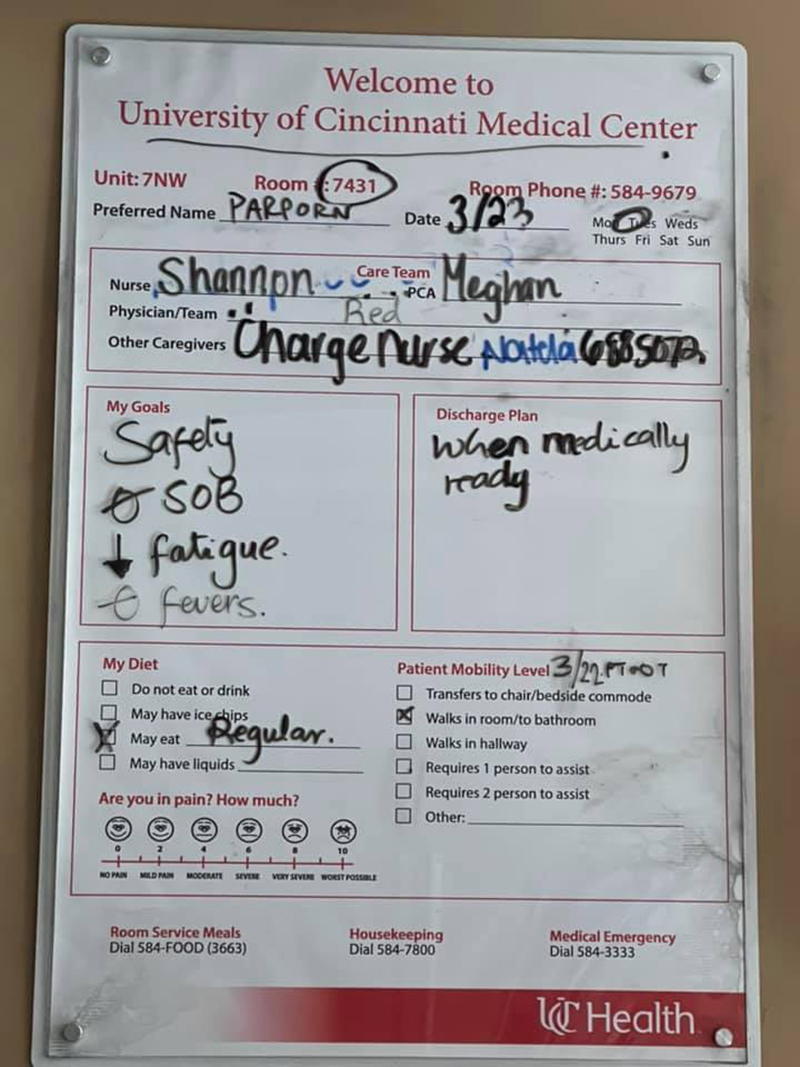 Welcome to
University of Cincinnati Medical Center
Unit: 7NW Room #: 7431 Room Phone #: 584-9679
Preferred Name PARPORN Date 3/23 Mon Tues Weds
Thurs Fri Sat Sun
Care Team
Nurse Shannon PCA Meghan
Physician/Team Red
Other Caregivers Charge nurse
My Goals
Safety
Ø SOB
↓ fatigue.
Ø fevers.
Discharge Plan
when medically
ready
My Diet
Do not eat or drink
May have ice chips
May eat Regular.
May have liquids
Are you in pain? How much?
0 2 4 6 8 10
NO PAIN MILD PAIN MODERATE SEVERE VERY SEVERE WORST POSSIBLE
Patient Mobility Level 3/22 PT OT
Transfers to chair/bedside commode
Walks in room/to bathroom
Walks in hallway
Requires 1 person to assist
Requires 2 person to assist
Other:
Room Service Meals
Dial 584-FOOD (3663)
Housekeeping
Dial 584-7800
Medical Emergency
Dial 584-3333
UC Health